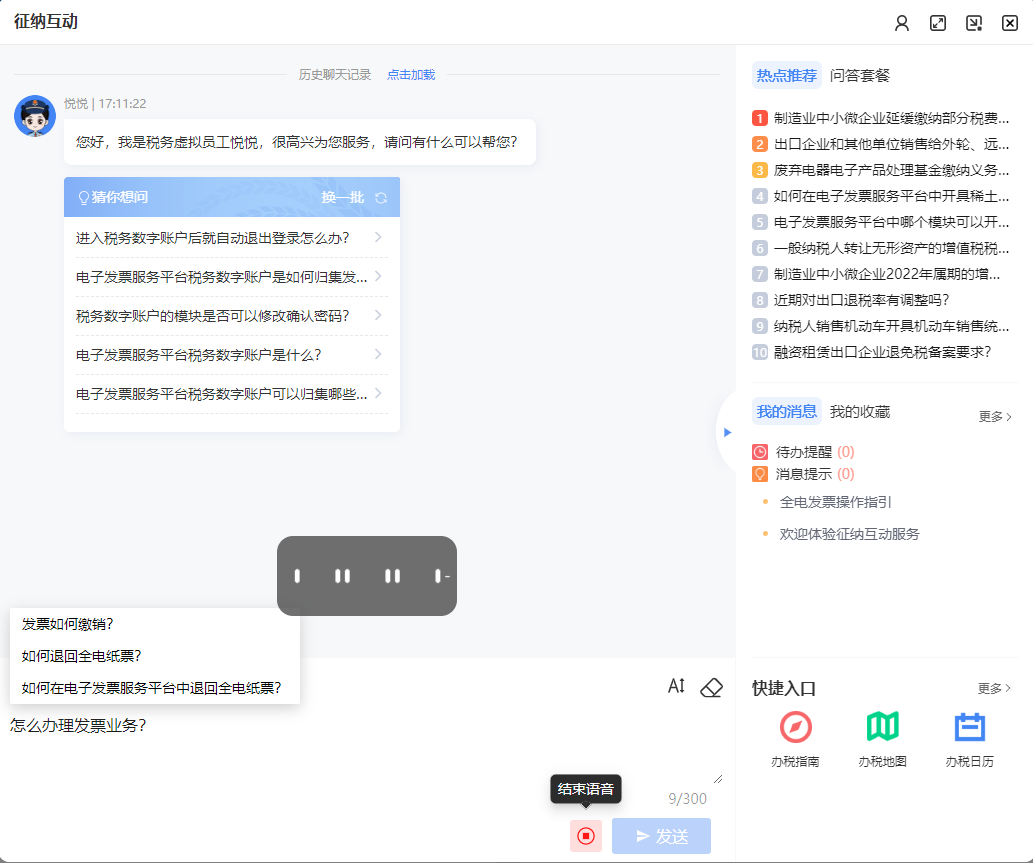 征纳互动
历史聊天记录 点击加载
悦悦 | 17:11:22
您好，我是税务虚拟员工悦悦，很高兴为您服务，请问有什么可以帮您？
猜你想问 换一批
进入税务数字账户后就自动退出登录怎么办？
电子发票服务平台税务数字账户是如何归集发...
税务数字账户的模块是否可以修改确认密码？
电子发票服务平台税务数字账户是什么？
电子发票服务平台税务数字账户可以归集哪些...
发票如何缴销？
如何退回全电纸票？
如何在电子发票服务平台中退回全电纸票？
怎么办理发票业务？
结束语音
9/300
发送
热点推荐 问答套餐
1 制造业中小微企业延缓缴纳部分税费...
2 出口企业和其他单位销售给外轮、远...
3 废弃电器电子产品处理基金缴纳义务...
4 如何在电子发票服务平台中开具稀土...
5 电子发票服务平台中哪个模块可以开...
6 一般纳税人转让无形资产的增值税税...
7 制造业中小微企业2022年属期的增...
8 近期对出口退税率有调整吗？
9 纳税人销售机动车开具机动车销售统...
10 融资租赁出口企业退免税备案要求？
我的消息 我的收藏 更多
待办提醒 (0)
消息提示 (0)
全电发票操作指引
欢迎体验征纳互动服务
快捷入口 更多
办税指南 办税地图 办税日历